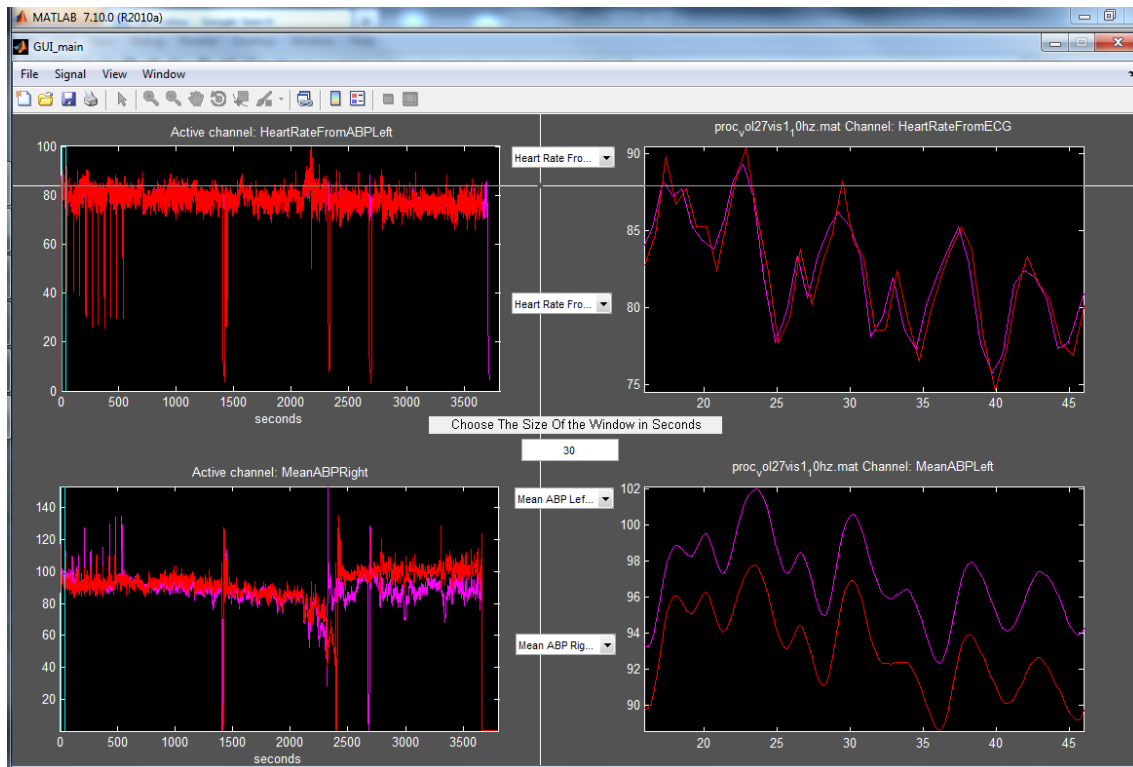 MATLAB 7.10.0 (R2010a)
GUI_main
File Signal View Window
Active channel: HeartRateFromABPLeft
100
80
60
40
20
0
0 500 1000 1500 2000 2500 3000 3500
seconds
Heart Rate Fro...
Heart Rate Fro...
proc_vol27vis1_10hz.mat Channel: HeartRateFromECG
90
85
80
75
20 25 30 35 40 45
Choose The Size Of the Window in Seconds
30
Active channel: MeanABPRight
140
120
100
80
60
40
20
0 500 1000 1500 2000 2500 3000 3500
seconds
Mean ABP Lef...
Mean ABP Rig...
proc_vol27vis1_10hz.mat Channel: MeanABPLeft
102
100
98
96
94
92
90
20 25 30 35 40 45